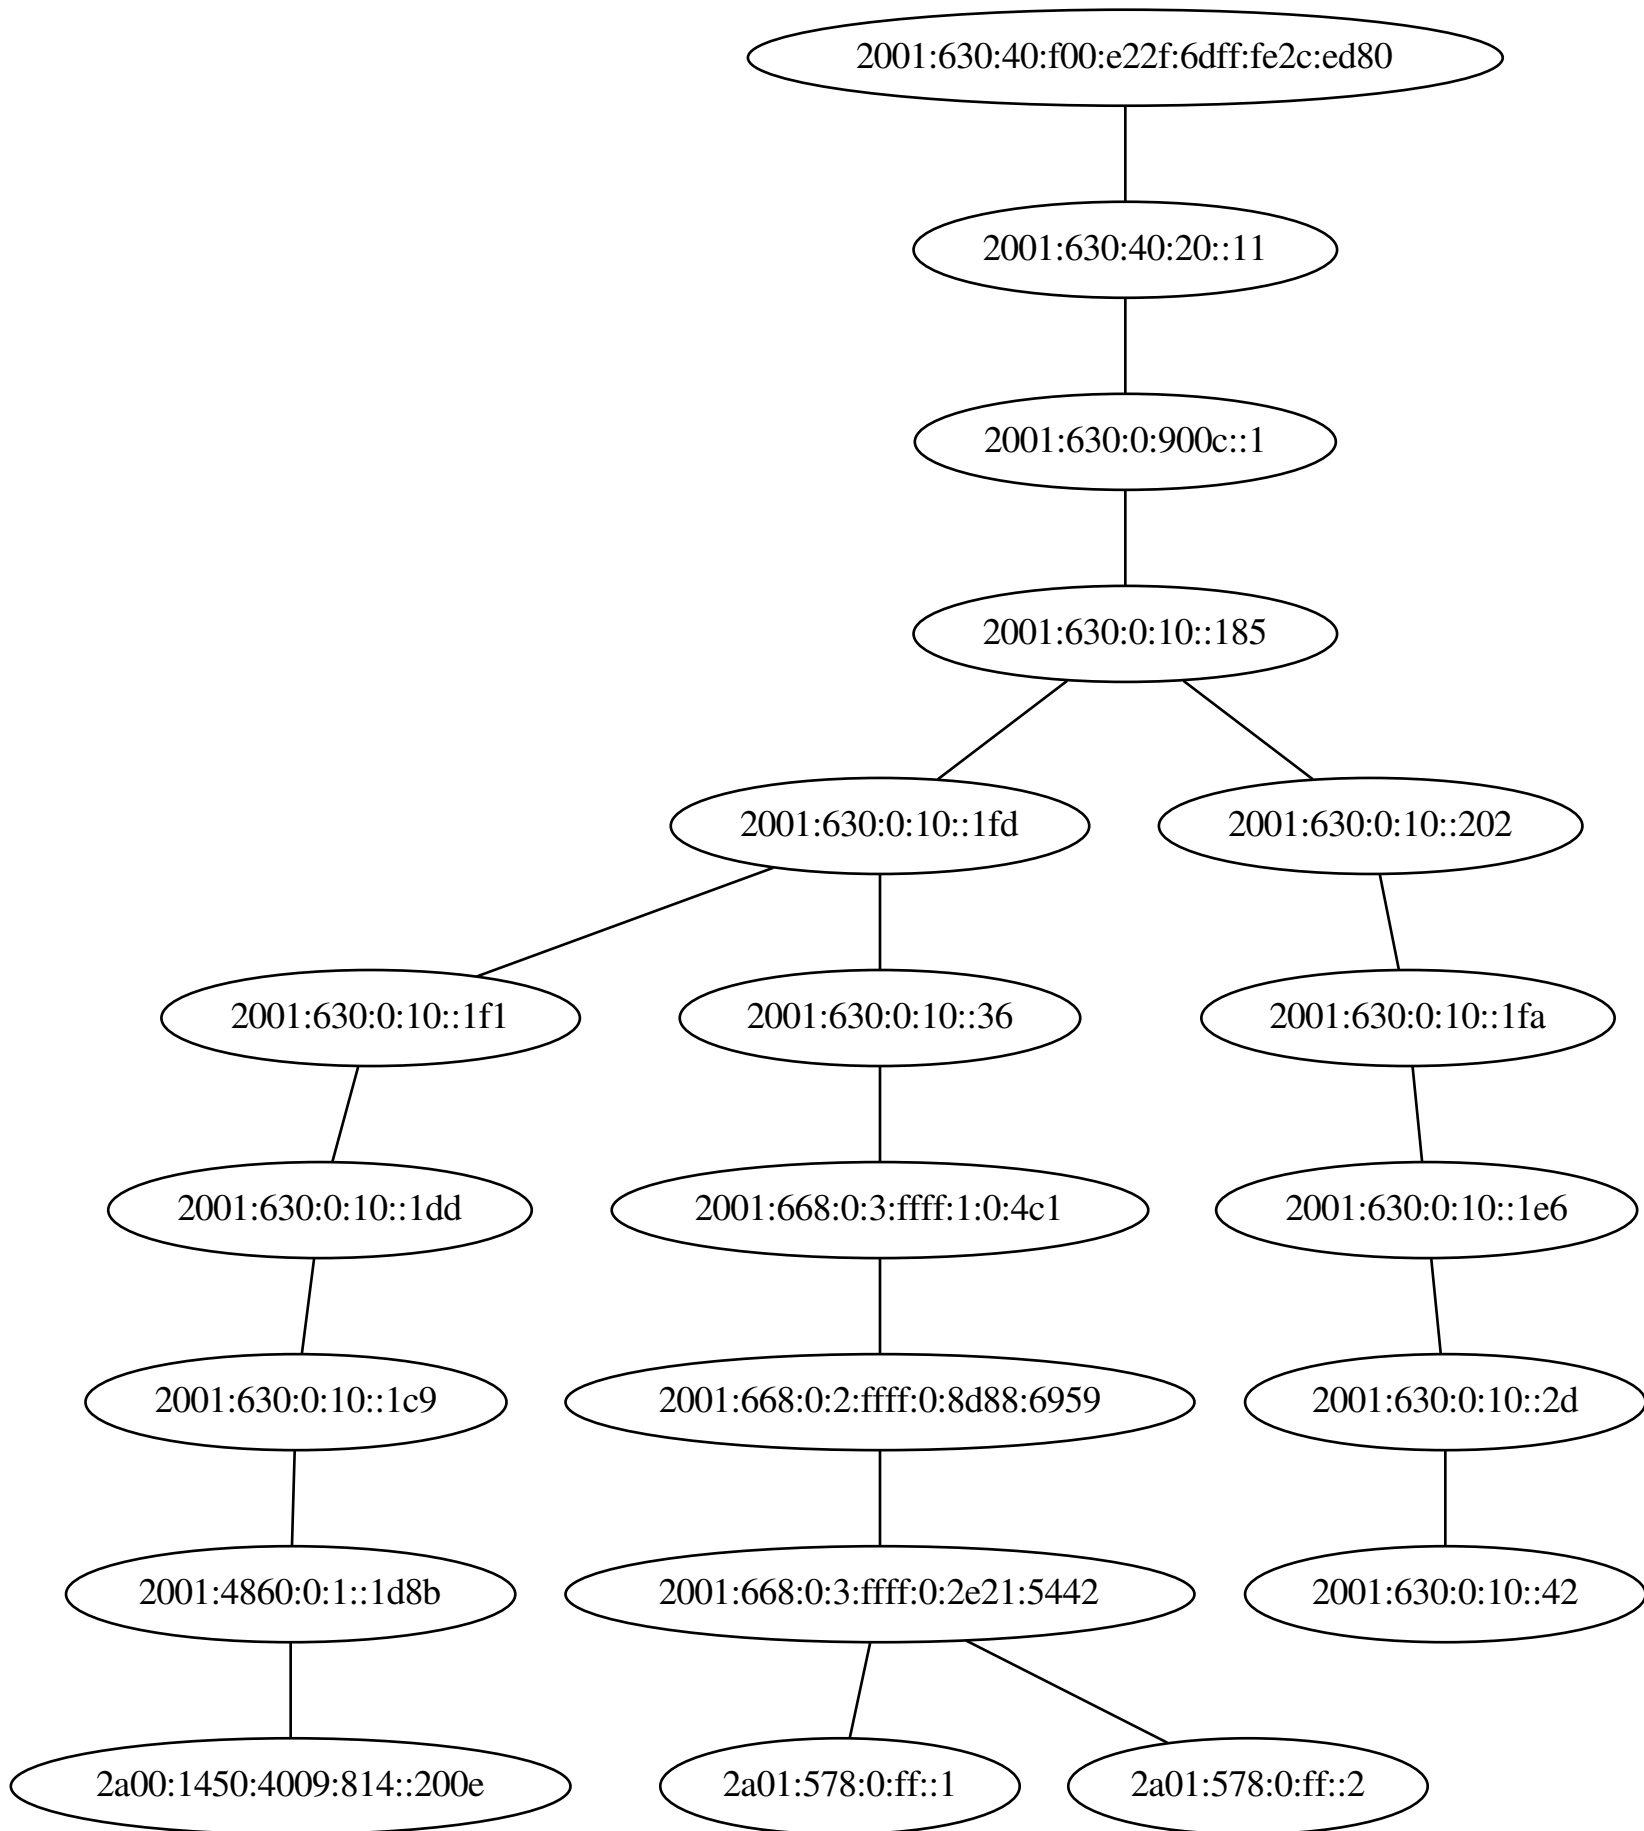 2001:630:40:f00:e22f:6dff:fe2c:ed80
2001:630:40:20::11
2001:630:0:900c::1
2001:630:0:10::185
2001:630:0:10::1fd
2001:630:0:10::202
2001:630:0:10::1f1
2001:630:0:10::36
2001:630:0:10::1fa
2001:630:0:10::1dd
2001:668:0:3:ffff:1:0:4c1
2001:630:0:10::1e6
2001:630:0:10::1c9
2001:668:0:2:ffff:0:8d88:6959
2001:630:0:10::2d
2001:4860:0:1::1d8b
2001:668:0:3:ffff:0:2e21:5442
2001:630:0:10::42
2a00:1450:4009:814::200e
2a01:578:0:ff::1
2a01:578:0:ff::2